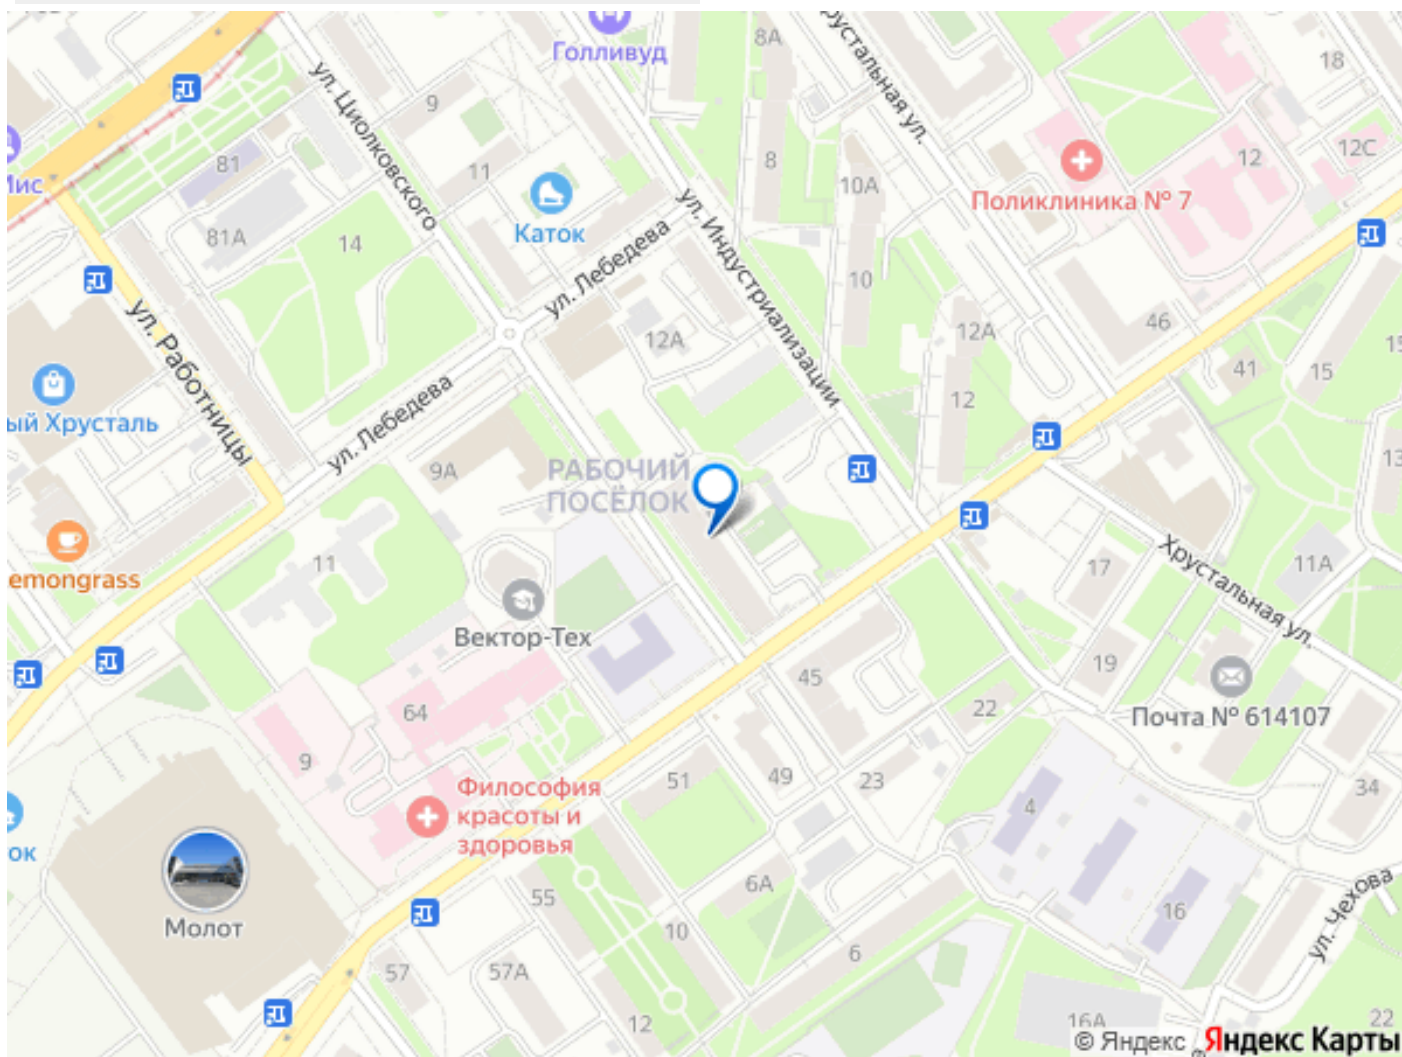 Голливуд
8А
Хрустальная ул.
18
ул. Циолковского
9
12С
12
8
81
11
10А
Мис
Поликлиника № 7
ул. Индустриализации
Каток
81А
14
ул. Лебедева
10
ул. Работницы
46
12А
12А
15
41
15
12
ый Хрусталь
ул. Лебедева
9А
РАБОЧИЙ
ПОСЁЛОК
13
emongrass
11
17
Хрустальная ул.
11А
Вектор-Тех
19
45
64
22
Почта № 614107
9
51
49
23
34
Философия
красоты и
здоровья
4
ок
6А
55
ул. Чехова
16
Молот
10
6
57
57А
12
16А
22
© Яндекс Яндекс Карты